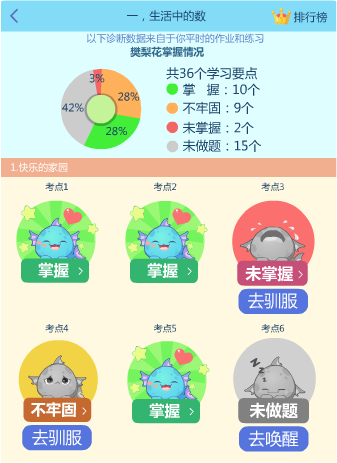 一，生活中的数
排行榜
以下诊断数据来自于你平时的作业和练习
樊梨花掌握情况
3%
28%
42%
28%
共36个学习要点
掌 握：10个
不牢固：9个
未掌握：2个
未做题：15个
1.快乐的家园
考点1
考点2
考点3
掌握
掌握
未掌握
去驯服
考点4
考点5
考点6
Z Z Z
不牢固
掌握
未做题
去驯服
去唤醒